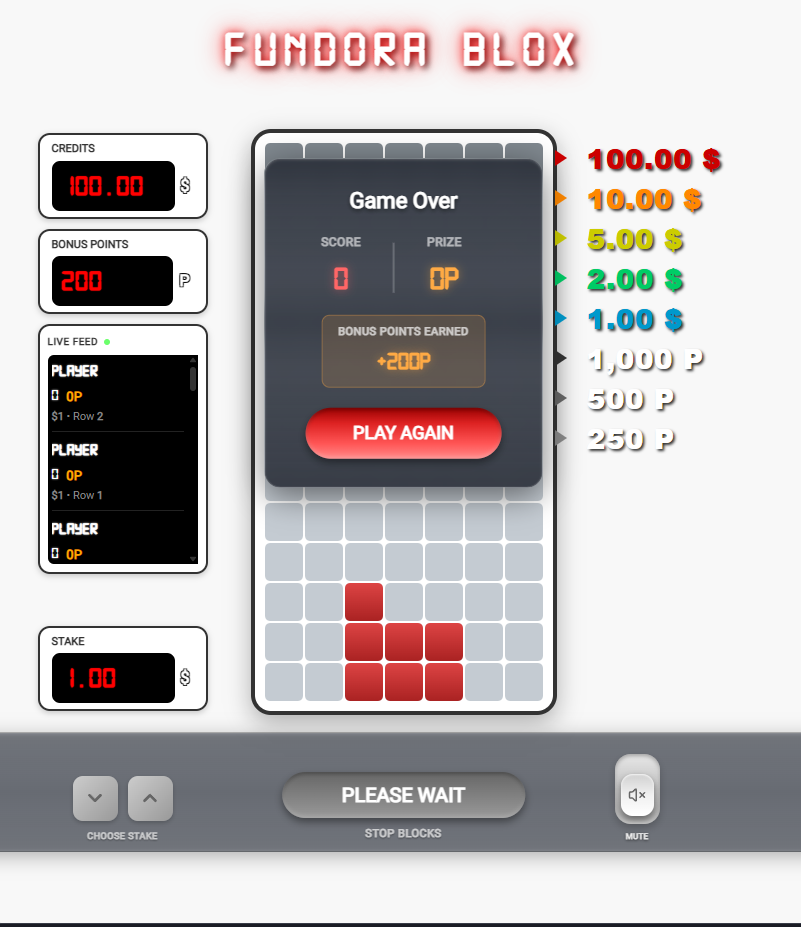 FUNDORA BLOX
CREDITS
100.00 $
BONUS POINTS
200 P
LIVE FEED
PLAYER
0 0P
$1 • Row 2
PLAYER
0 0P
$1 • Row 1
PLAYER
0 0P
STAKE
1.00 $
Game Over
SCORE PRIZE
0 0P
BONUS POINTS EARNED
+200P
PLAY AGAIN
100.00 $
10.00 $
5.00 $
2.00 $
1.00 $
1,000 P
500 P
250 P
CHOOSE STAKE
PLEASE WAIT
STOP BLOCKS
MUTE